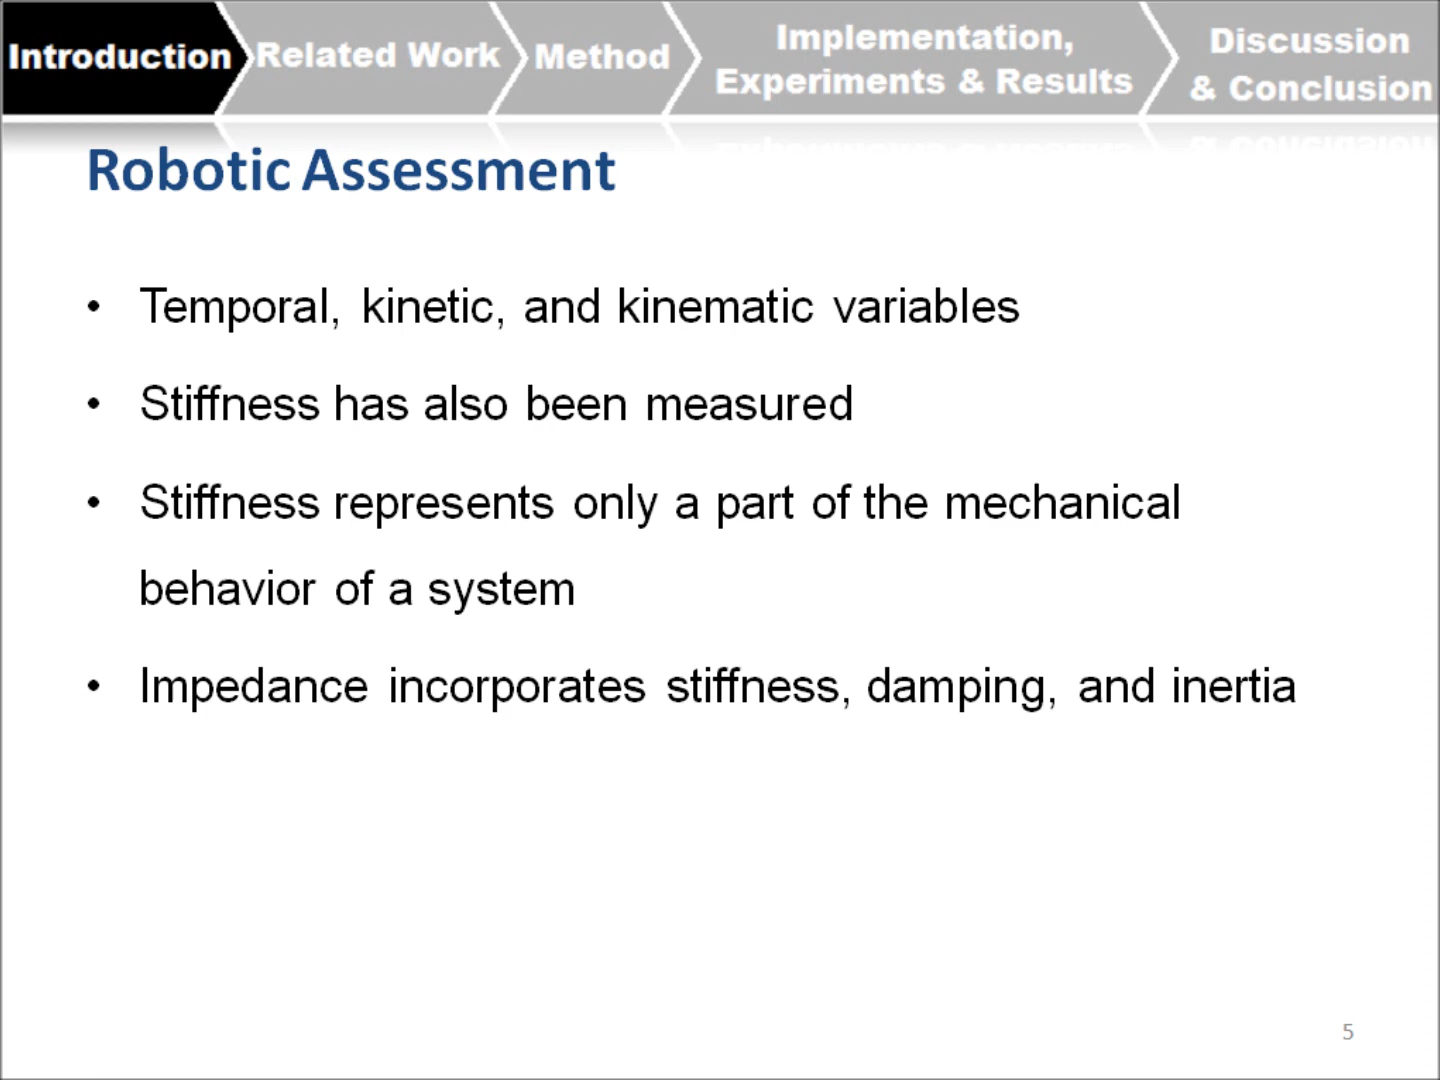 Introduction
Related Work
Method
Implementation,
Experiments & Results
Discussion
& Conclusion
Robotic Assessment
• Temporal, kinetic, and kinematic variables
• Stiffness has also been measured
• Stiffness represents only a part of the mechanical
behavior of a system
• Impedance incorporates stiffness, damping, and inertia
5